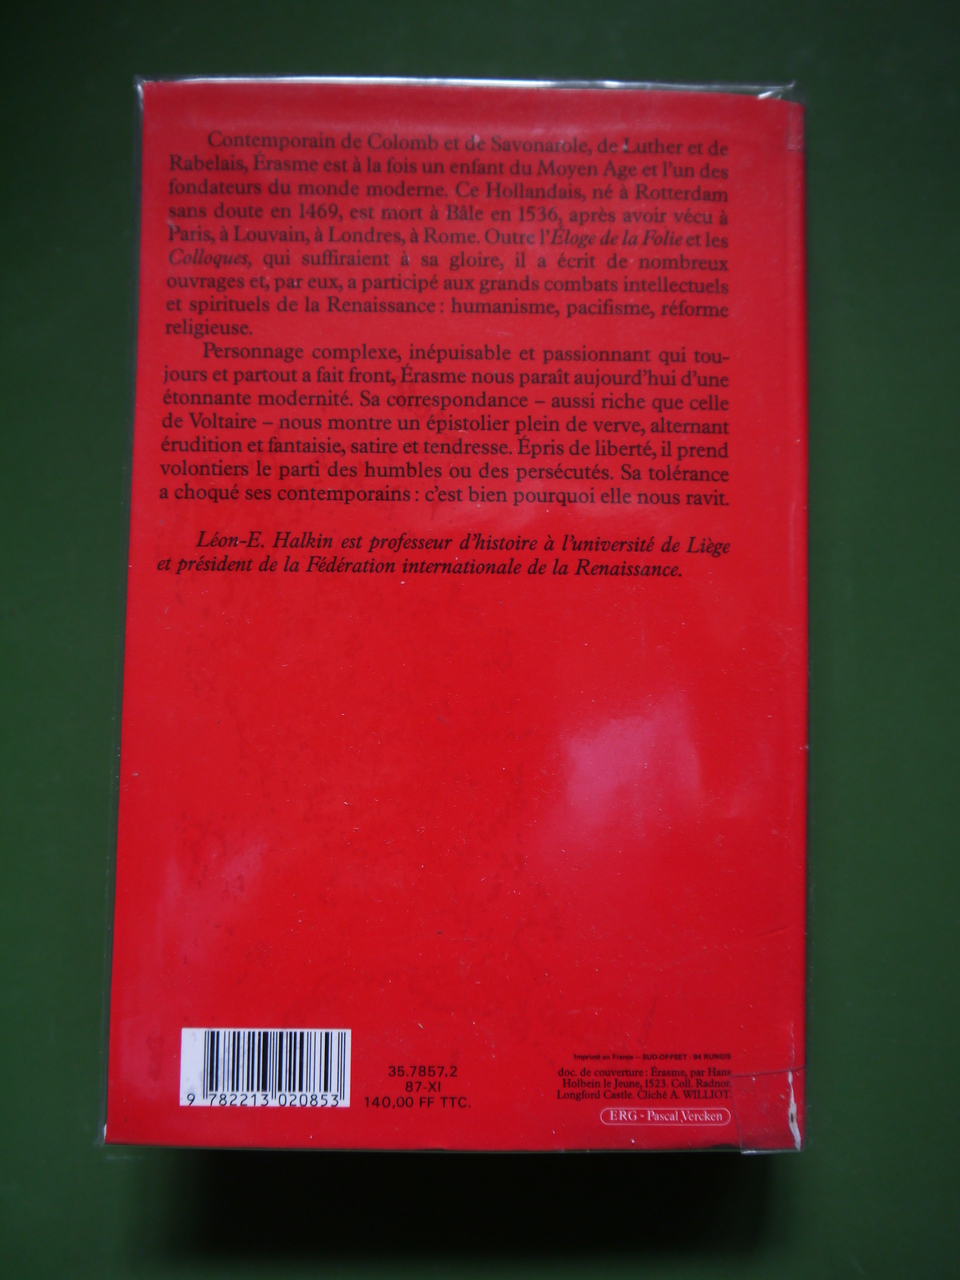 Contemporain de Colomb et de Savonarole, de Luther et de
Rabelais, Érasme est à la fois un enfant du Moyen Age et l'un des
fondateurs du monde moderne. Ce Hollandais, né à Rotterdam
sans doute en 1469, est mort à Bâle en 1536, après avoir vécu à
Paris, à Louvain, à Londres, à Rome. Outre l'Éloge de la Folie et les
Colloques, qui suffiraient à sa gloire, il a écrit de nombreux
ouvrages et, par eux, a participé aux grands combats intellectuels
et spirituels de la Renaissance : humanisme, pacifisme, réforme
religieuse.
Personnage complexe, inépuisable et passionnant qui tou-
jours et partout a fait front, Érasme nous paraît aujourd'hui d'une
étonnante modernité. Sa correspondance – aussi riche que celle
de Voltaire – nous montre un épistolier plein de verve, alternant
érudition et fantaisie, satire et tendresse. Épris de liberté, il prend
volontiers le parti des humbles ou des persécutés. Sa tolérance
a choqué ses contemporains : c'est bien pourquoi elle nous ravit.
Léon-E. Halkin est professeur d'histoire à l'université de Liège
et président de la Fédération internationale de la Renaissance.
9 782213 020853
35.7857.2
87-XI
140,00 FF TTC.
Imprimé en France – SUD-OFFSET - 94 RUNGIS
doc. de couverture : Érasme, par Hans
Holbein le Jeune, 1523. Coll. Radnor.
Longford Castle. Cliché A. WILLIOT.
ERG - Pascal Vercken